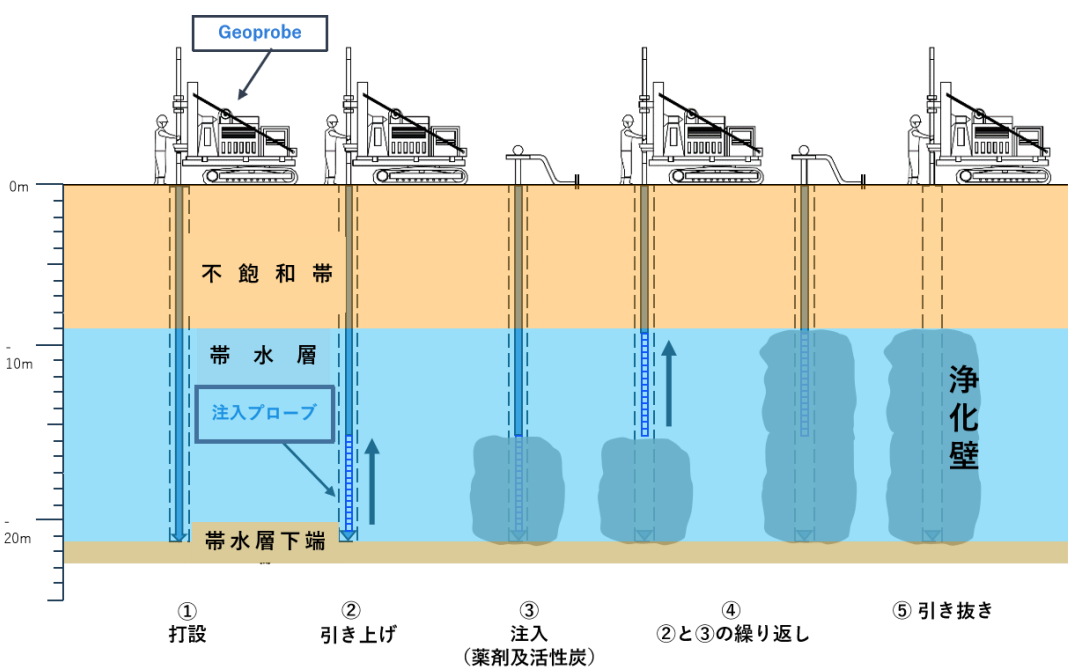 Geoprobe
0m
不飽和帯
帯水層
-
10m
注入プローブ
浄化壁
-
20m
帯水層下端
①
打設
②
引き上げ
③
注入
（薬剤及活性炭）
④
②と③の繰り返し
⑤ 引き抜き